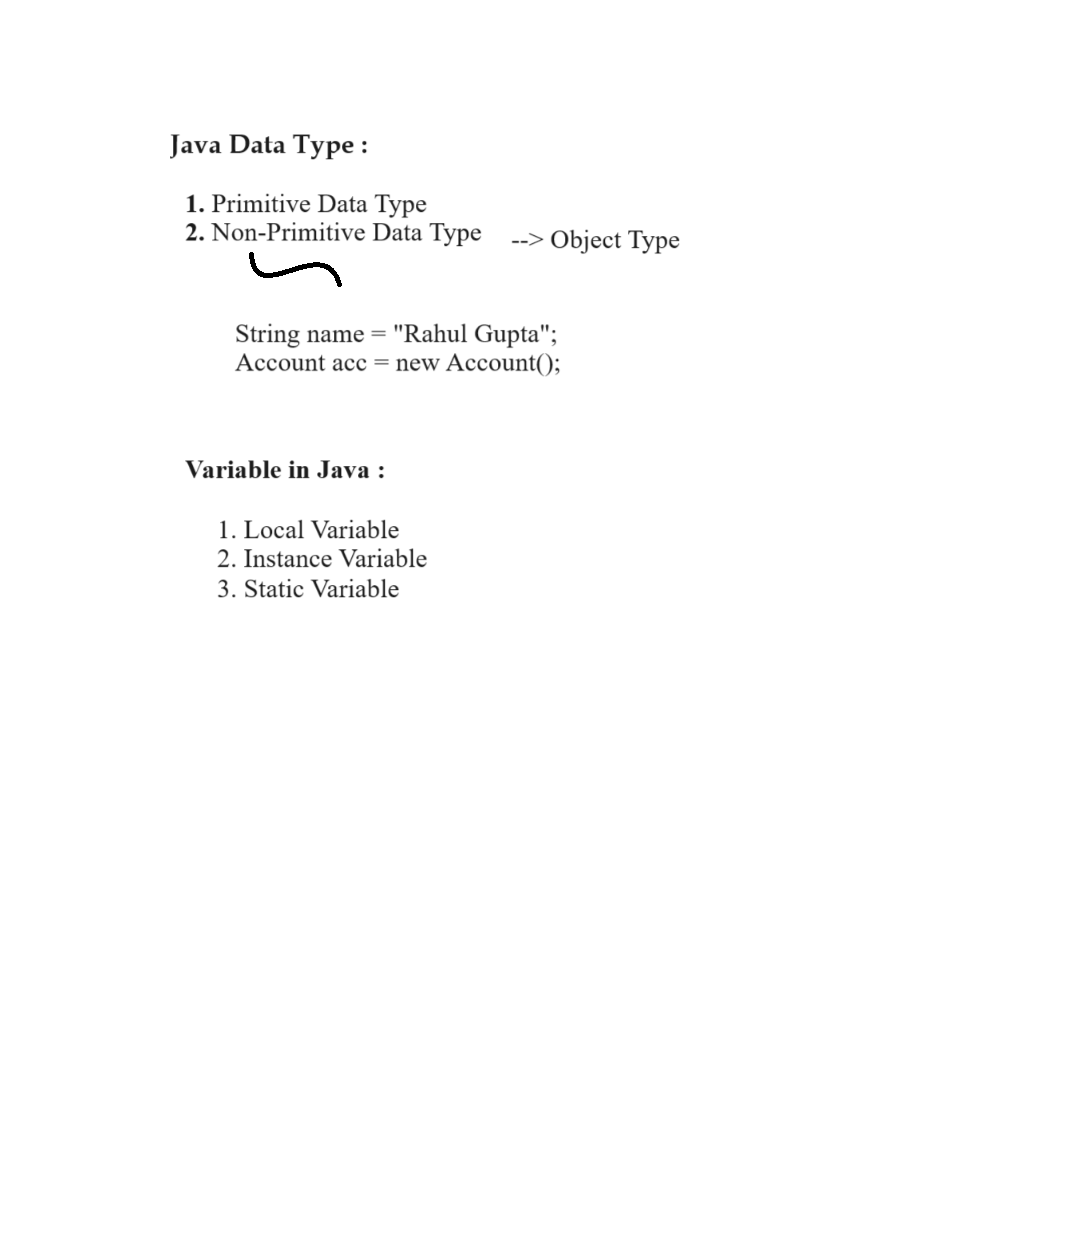 Java Data Type :
1. Primitive Data Type
2. Non-Primitive Data Type --> Object Type
String name = "Rahul Gupta";
Account acc = new Account();
Variable in Java :
1. Local Variable
2. Instance Variable
3. Static Variable